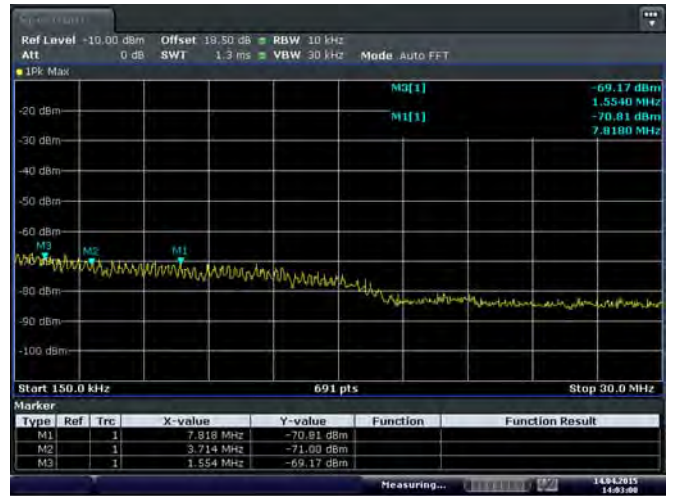 Spectrum
Ref Level -10.00 dBm Offset 18.50 dB RBW 10 kHz
Att 0 dB SWT 1.3 ms VBW 30 kHz Mode Auto FFT
1Pk Max
M3[1] -69.17 dBm
1.5540 MHz
M1[1] -70.81 dBm
7.8180 MHz
-20 dBm
-30 dBm
-40 dBm
-50 dBm
-60 dBm
M3 M2 M1
-80 dBm
-90 dBm
-100 dBm
Start 150.0 kHz 691 pts Stop 30.0 MHz
Marker
Type Ref Trc X-value Y-value Function Function Result
M1 1 7.818 MHz -70.81 dBm
M2 1 3.714 MHz -71.00 dBm
M3 1 1.554 MHz -69.17 dBm
Measuring... 14.04.2015
14:03:00